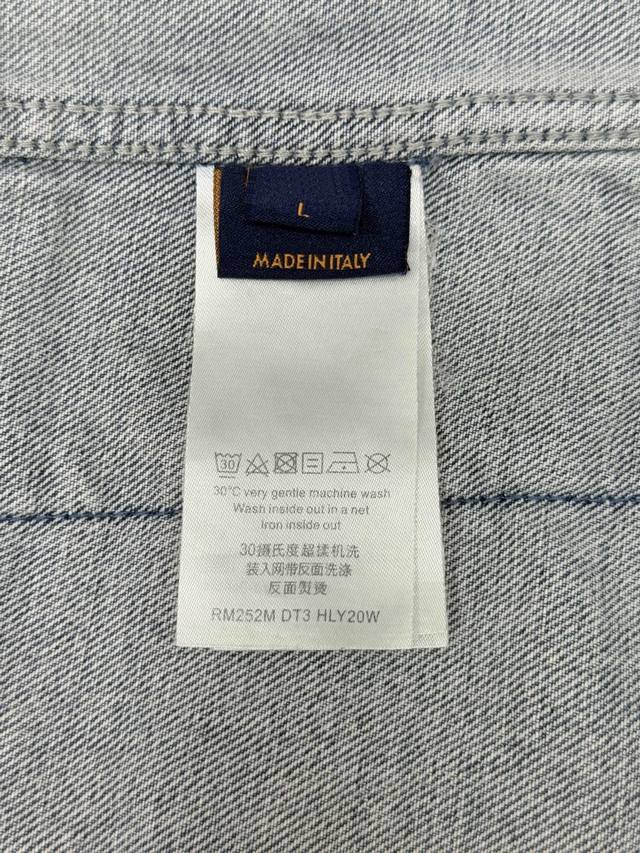 L
MADE IN ITALY
30
30°C very gentle machine wash
Wash inside out in a net
Iron inside out
30摄氏度超揉机洗
装入网带反面洗涤
反面熨烫
RM252M DT3 HLY20W